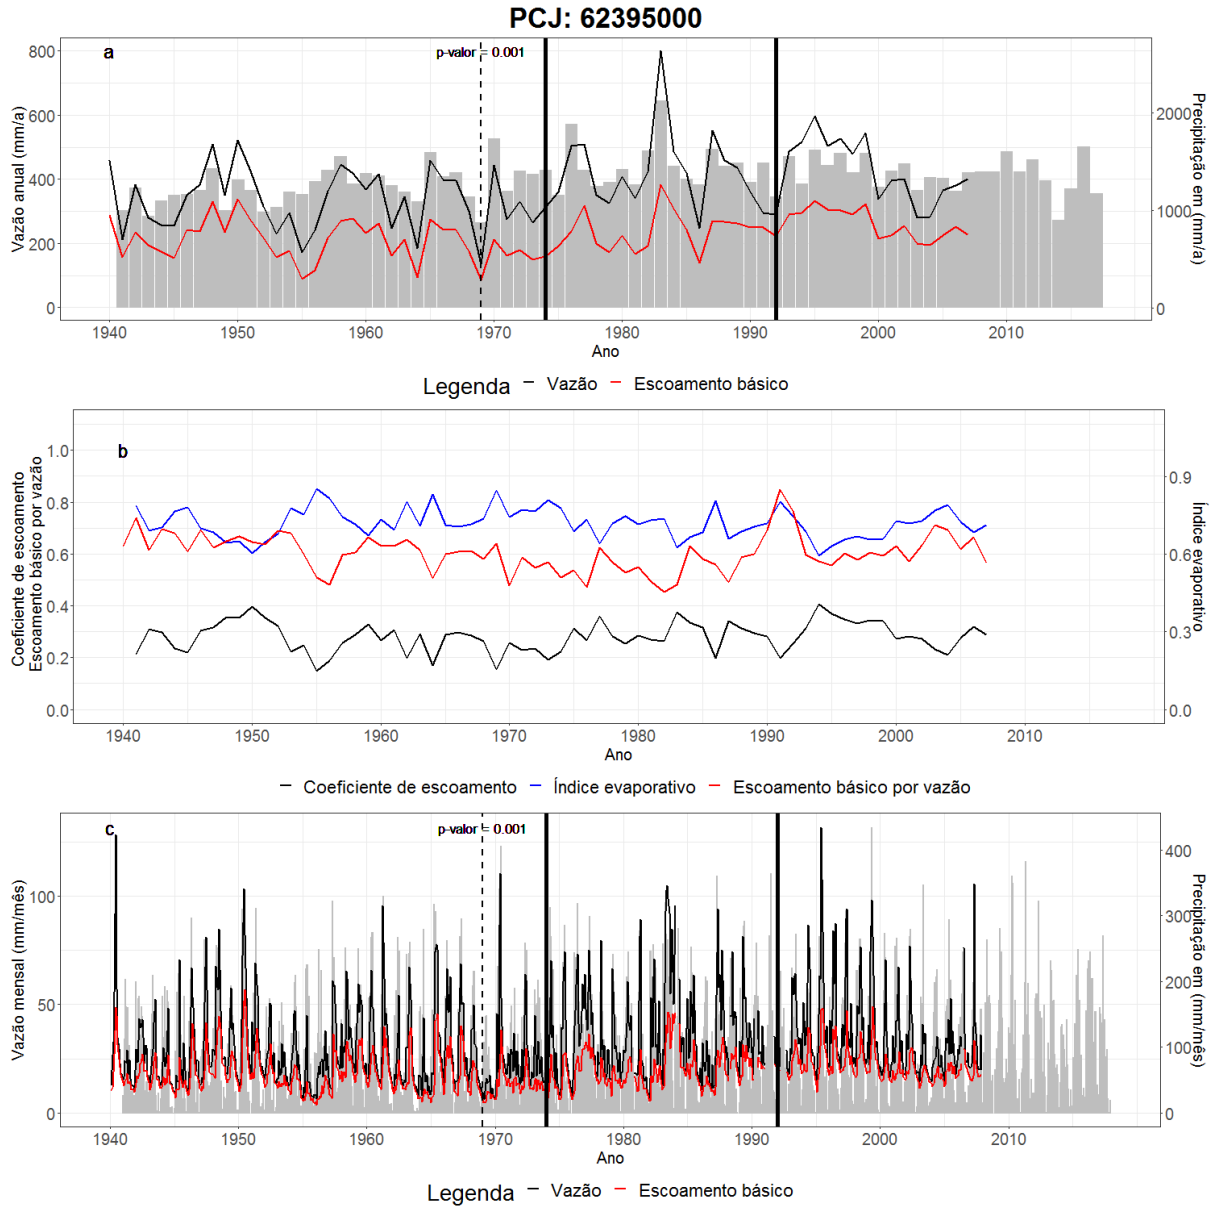 PCJ: 62395000
a
p-valor = 0.001
800
600
400
200
0
Vazão anual (mm/a)
2000
1000
0
Precipitação em (mm/a)
1940 1950 1960 1970 1980 1990 2000 2010
Ano
Legenda Vazão Escoamento básico
b
1.0
0.8
0.6
0.4
0.2
0.0
Coeficiente de escoamento
Escoamento básico por vazão
0.9
0.6
0.3
0.0
Índice evaporativo
1940 1950 1960 1970 1980 1990 2000 2010
Ano
Coeficiente de escoamento Índice evaporativo Escoamento básico por vazão
c
p-valor = 0.001
100
50
0
Vazão mensal (mm/mês)
400
300
200
100
0
Precipitação em (mm/mês)
1940 1950 1960 1970 1980 1990 2000 2010
Ano
Legenda Vazão Escoamento básico